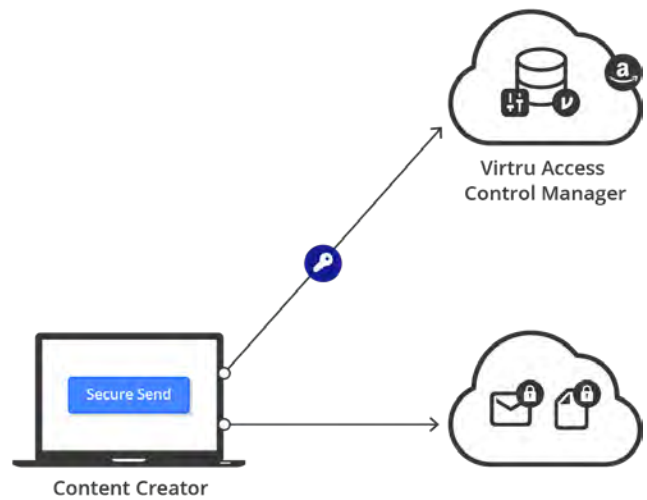 a
Virtru Access
Control Manager
Secure Send
Content Creator